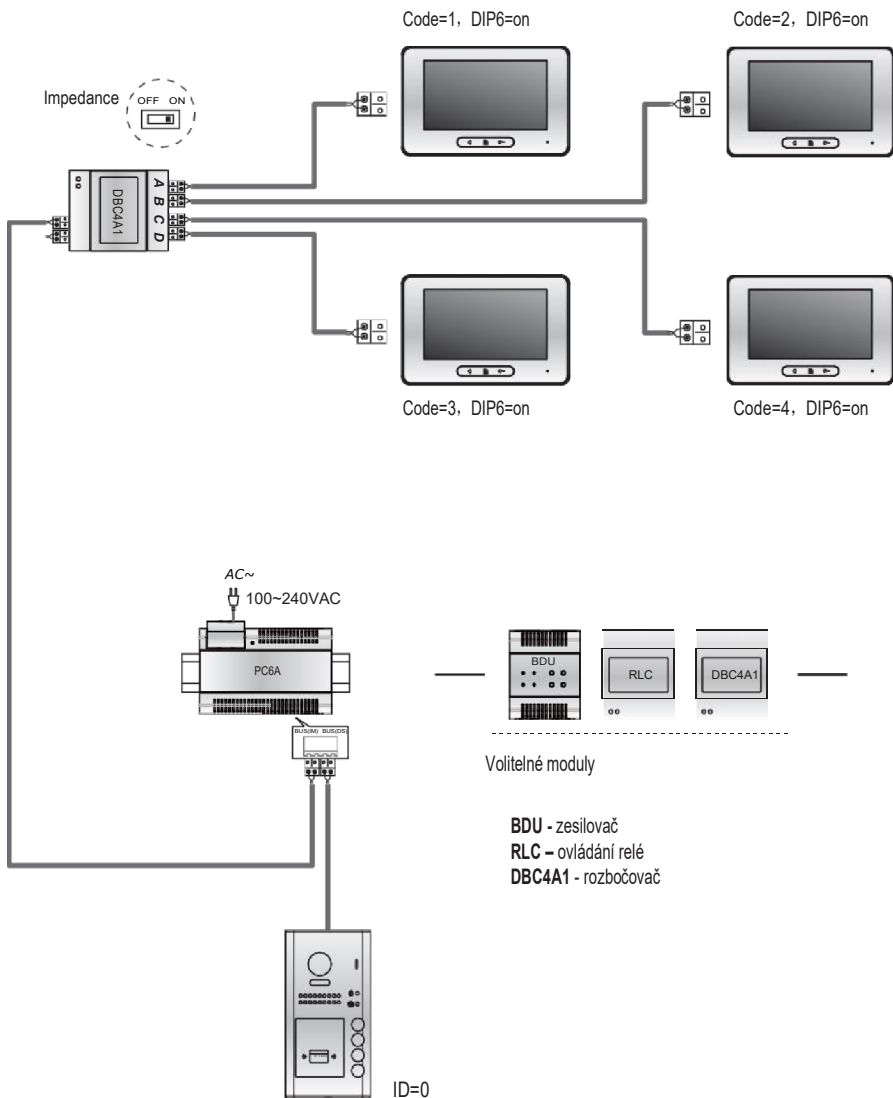 Code=1, DIP6=on
Code=2, DIP6=on
Impedance
OFF ON
DBC4A1
A
B
C
D
Code=3, DIP6=on
Code=4, DIP6=on
AC~
100~240VAC
PC6A
BUS(IM) BUS(DS)
BDU
RLC
DBC4A1
Volitelné moduly
BDU - zesilovač
RLC – ovládání relé
DBC4A1 - rozbočovač
ID=0